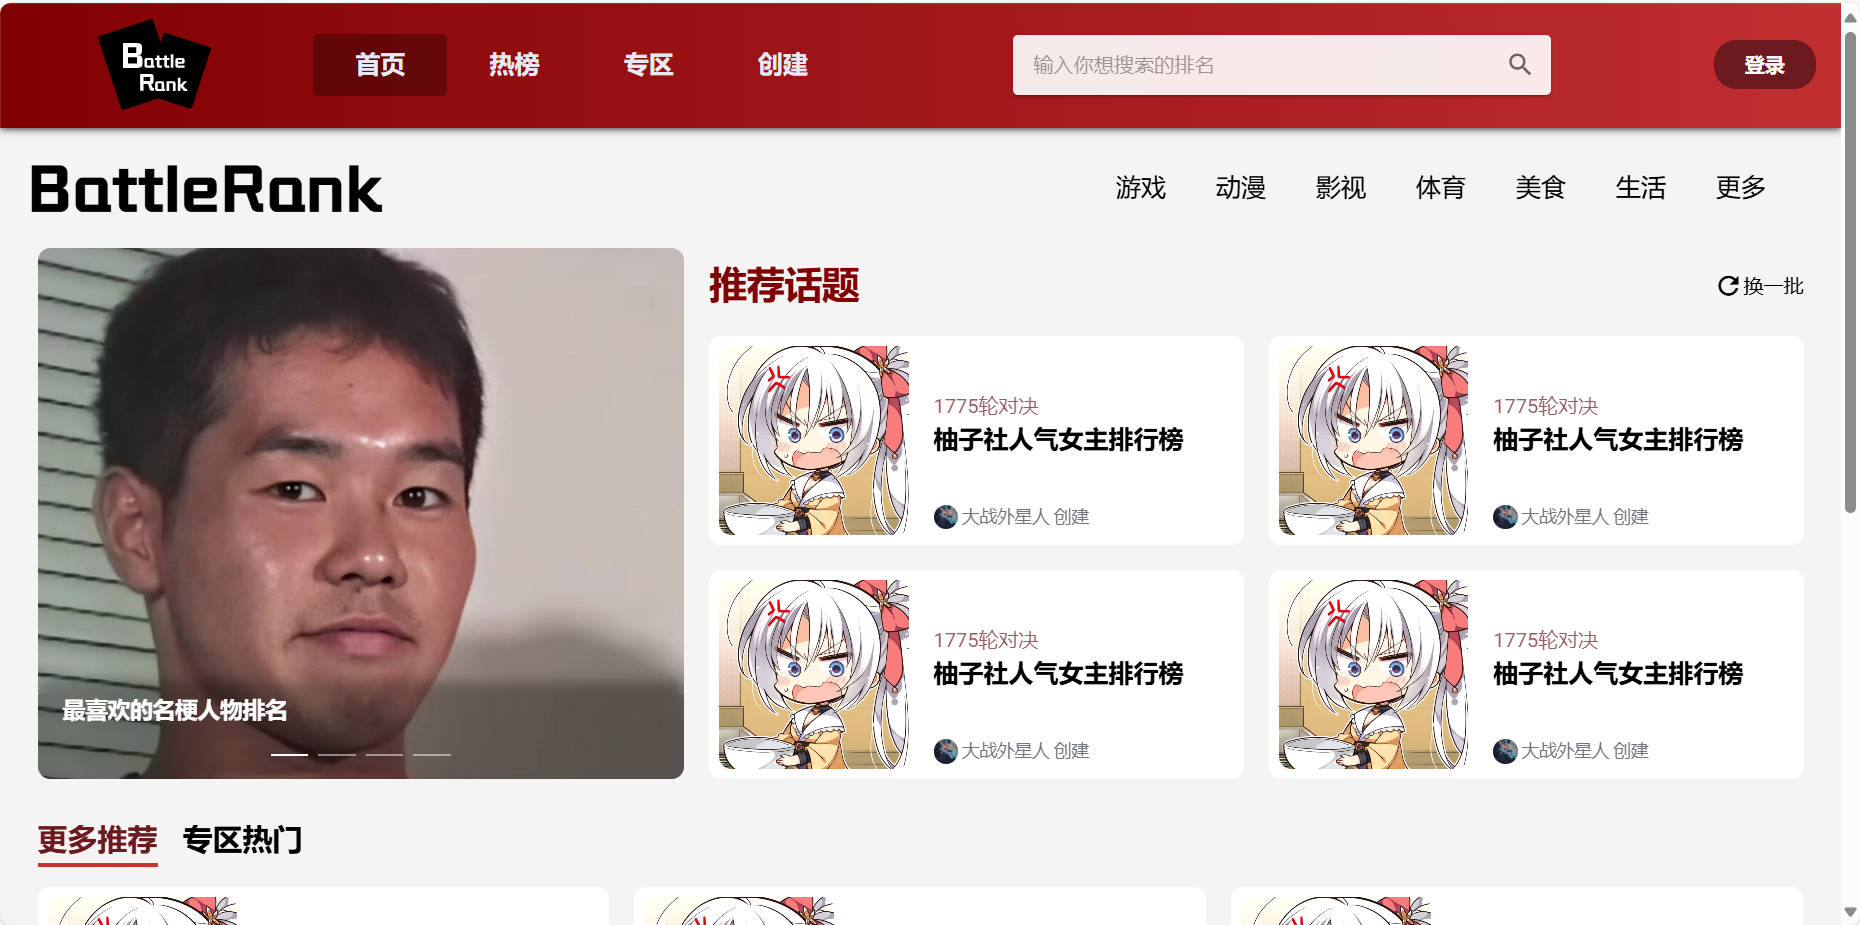 Battle
Rank
首页 热榜 专区 创建
输入你想搜索的排名
登录
BattleRank
游戏 动漫 影视 体育 美食 生活 更多
最喜欢的名梗人物排名
推荐话题
换一批
1775轮对决
柚子社人气女主排行榜
大战外星人 创建
1775轮对决
柚子社人气女主排行榜
大战外星人 创建
1775轮对决
柚子社人气女主排行榜
大战外星人 创建
1775轮对决
柚子社人气女主排行榜
大战外星人 创建
更多推荐 专区热门